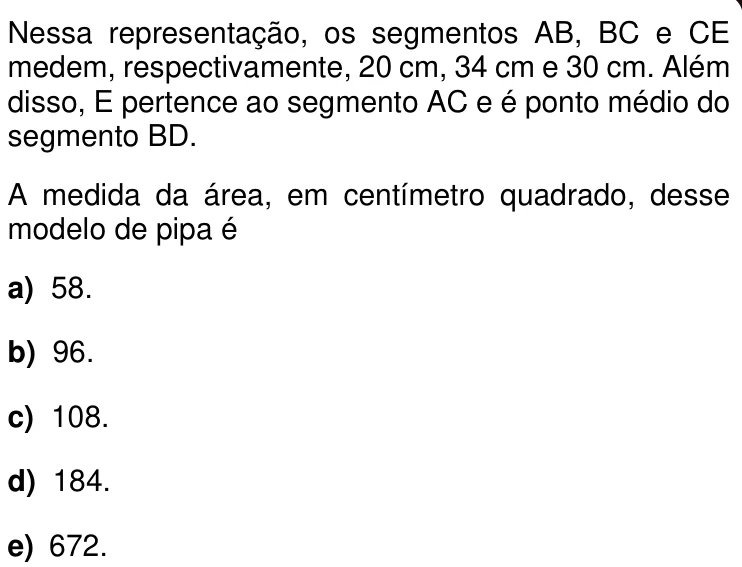 Nessa representação, os segmentos AB, BC e CE
medem, respectivamente, 20 cm, 34 cm e 30 cm. Além
disso, E pertence ao segmento AC e é ponto médio do
segmento BD.
A medida da área, em centímetro quadrado, desse
modelo de pipa é
a) 58.
b) 96.
c) 108.
d) 184.
e) 672.